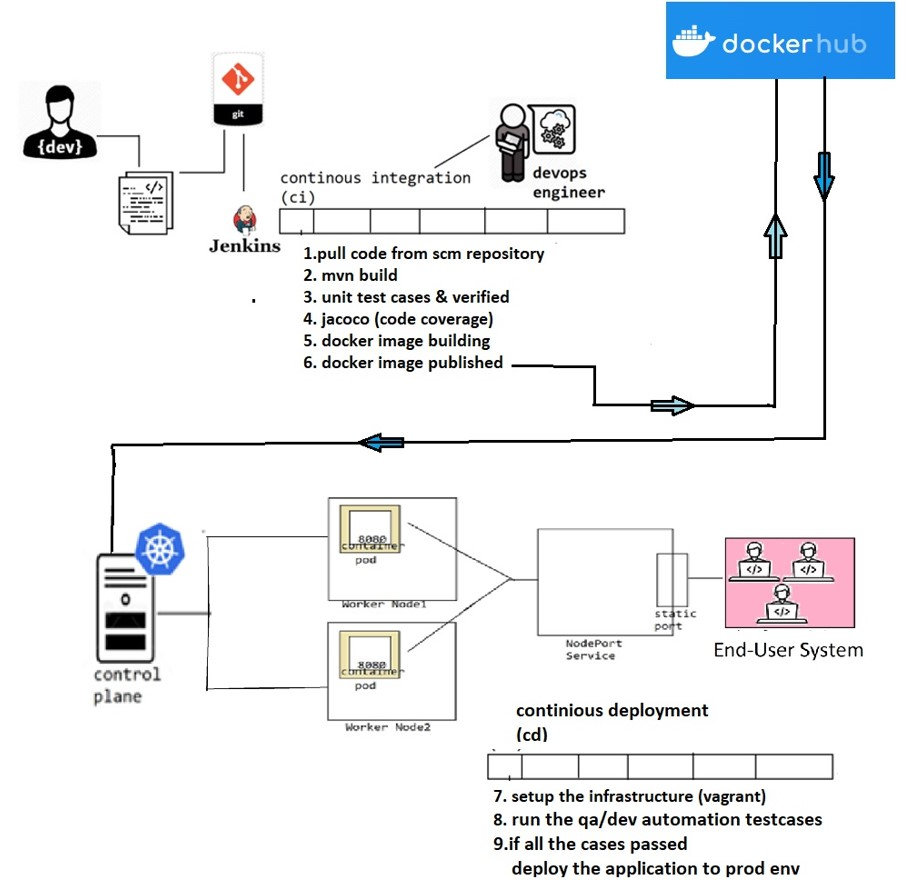 docker hub
git
{dev}
</>
devops
engineer
continous integration
(ci)
Jenkins
1.pull code from scm repository
2. mvn build
3. unit test cases & verified
4. jacoco (code coverage)
5. docker image building
6. docker image published
8080
container
pod
Worker Node1
8080
container
pod
Worker Node2
control
plane
NodePort
Service
static
port
</>
</>
</>
End-User System
continious deployment
(cd)
7. setup the infrastructure (vagrant)
8. run the qa/dev automation testcases
9.if all the cases passed
deploy the application to prod env